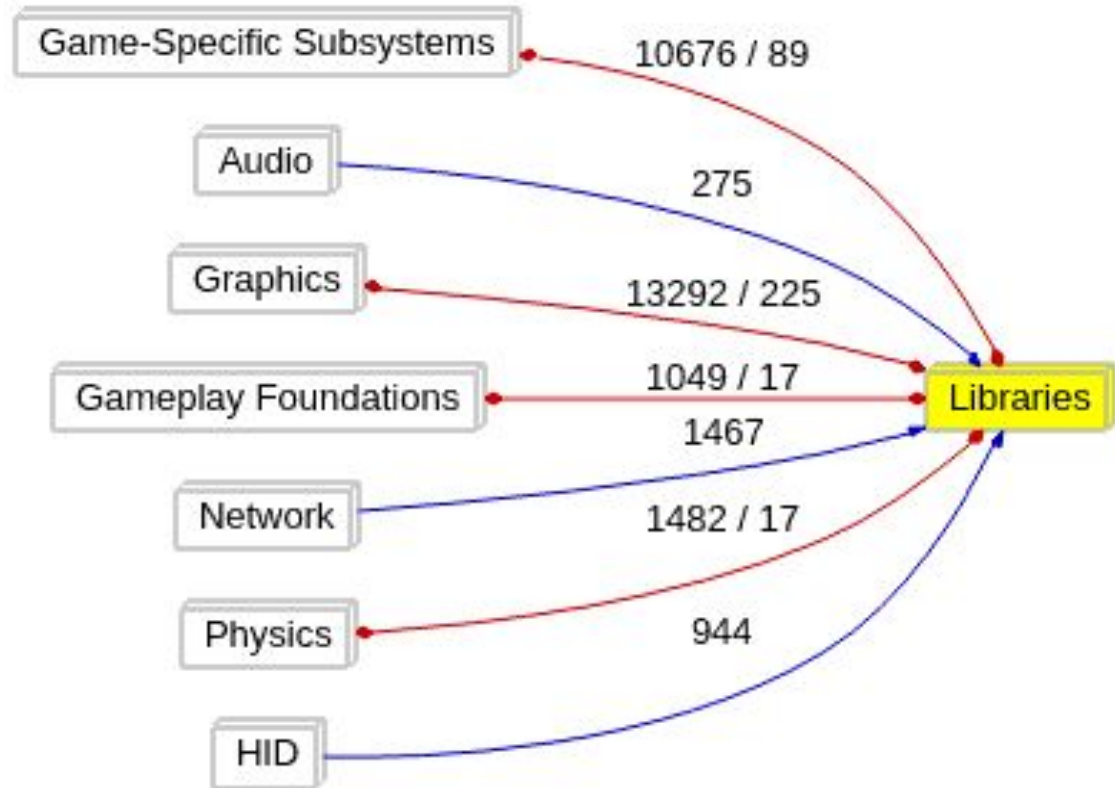 Game-Specific Subsystems
10676 / 89
Audio
275
Graphics
13292 / 225
Gameplay Foundations
1049 / 17
Libraries
1467
Network
1482 / 17
Physics
944
HID